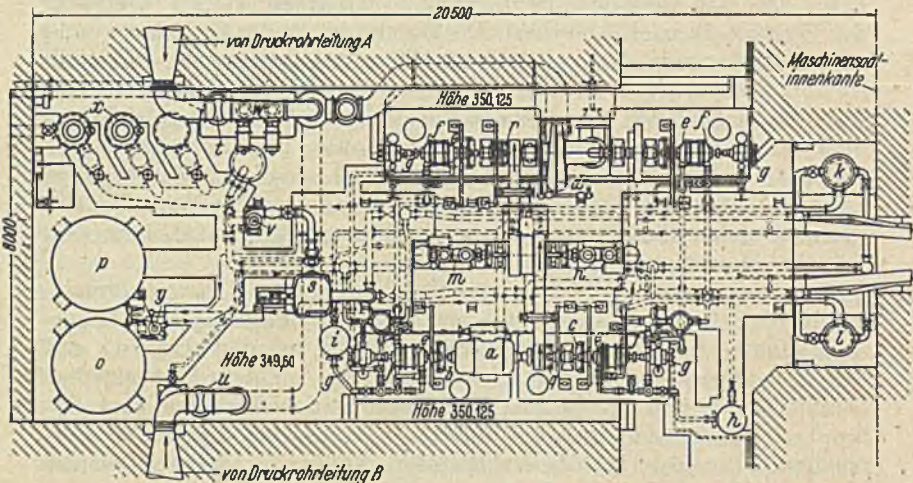 20500
von Druckrohrleitung A
Maschinensaal-
innenkante
Höhe 350,125
x
w
t
f
f
e f
g
g
d
k
8000
v
p
m
n
s
y
i
c
a
l
o
Höhe 349,60
g
b
g
g
u
h
Höhe 350,125
von Druckrohrleitung B